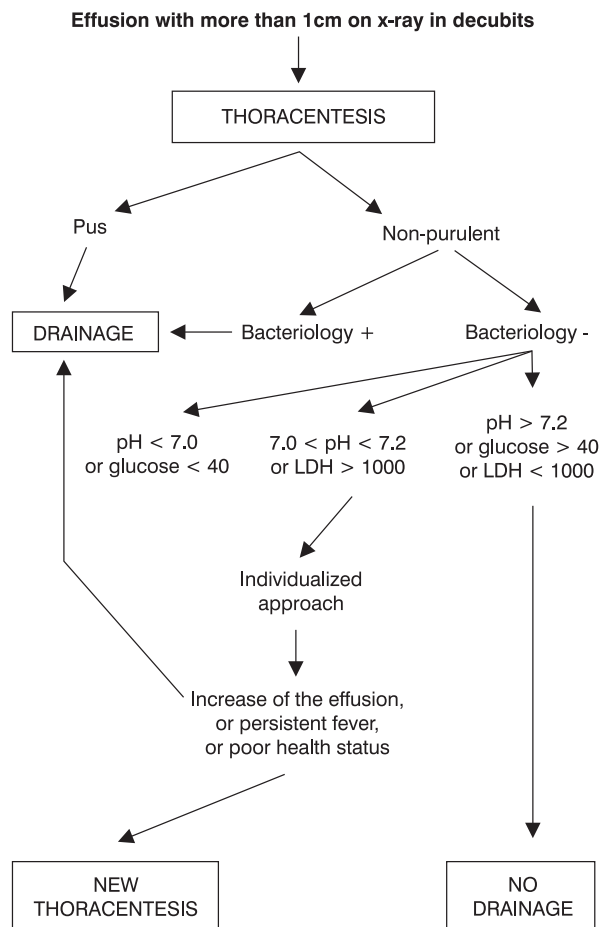 Effusion with more than 1cm on x-ray in decubits
THORACENTESIS
Pus
Non-purulent
DRAINAGE
Bacteriology +
Bacteriology -
pH < 7.0
or glucose < 40
7.0 < pH < 7.2
or LDH > 1000
pH > 7.2
or glucose > 40
or LDH < 1000
Individualized
approach
Increase of the effusion,
or persistent fever,
or poor health status
NEW
THORACENTESIS
NO
DRAINAGE